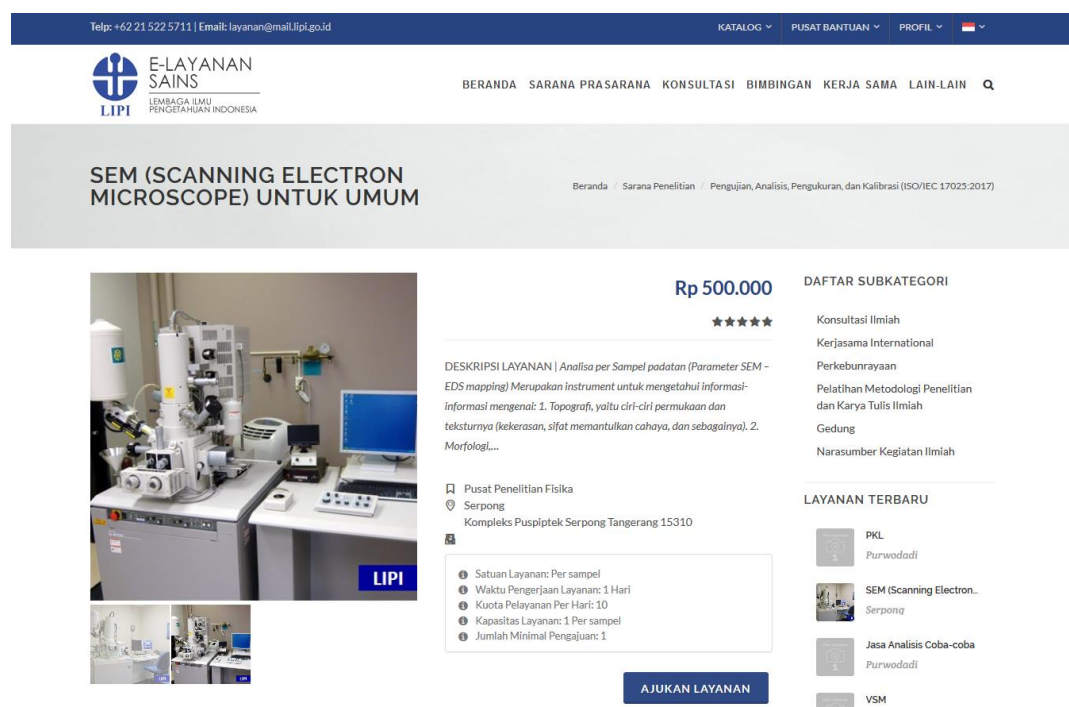 Telp: +62 21 522 5711 | Email: layanan@mail.lipi.go.id
KATALOG PUSAT BANTUAN PROFIL
E-LAYANAN
SAINS
LEMBAGA ILMU
PENGETAHUAN INDONESIA
LIPI
BERANDA SARANA PRASARANA KONSULTASI BIMBINGAN KERJA SAMA LAIN-LAIN
SEM (SCANNING ELECTRON
MICROSCOPE) UNTUK UMUM
Beranda / Sarana Penelitian / Pengujian, Analisis, Pengukuran, dan Kalibrasi (ISO/IEC 17025:2017)
LIPI
LIPI
LIPI
Rp 500.000
DESKRIPSI LAYANAN | Analisa per Sampel padatan (Parameter SEM –
EDS mapping) Merupakan instrument untuk mengetahui informasi-
informasi mengenai: 1. Topografi, yaitu ciri-ciri permukaan dan
teksturnya (kekerasan, sifat memantulkan cahaya, dan sebagainya). 2.
Morfologi,...
Pusat Penelitian Fisika
Serpong
Kompleks Puspiptek Serpong Tangerang 15310
Satuan Layanan: Per sampel
Waktu Pengerjaan Layanan: 1 Hari
Kuota Pelayanan Per Hari: 10
Kapasitas Layanan: 1 Per sampel
Jumlah Minimal Pengajuan: 1
AJUKAN LAYANAN
DAFTAR SUBKATEGORI
Konsultasi Ilmiah
Kerjasama International
Perkebunrayaan
Pelatihan Metodologi Penelitian
dan Karya Tulis Ilmiah
Gedung
Narasumber Kegiatan Ilmiah
LAYANAN TERBARU
PKL
Purwodadi
SEM (Scanning Electron..
Serpong
Jasa Analisis Coba-coba
Purwodadi
VSM